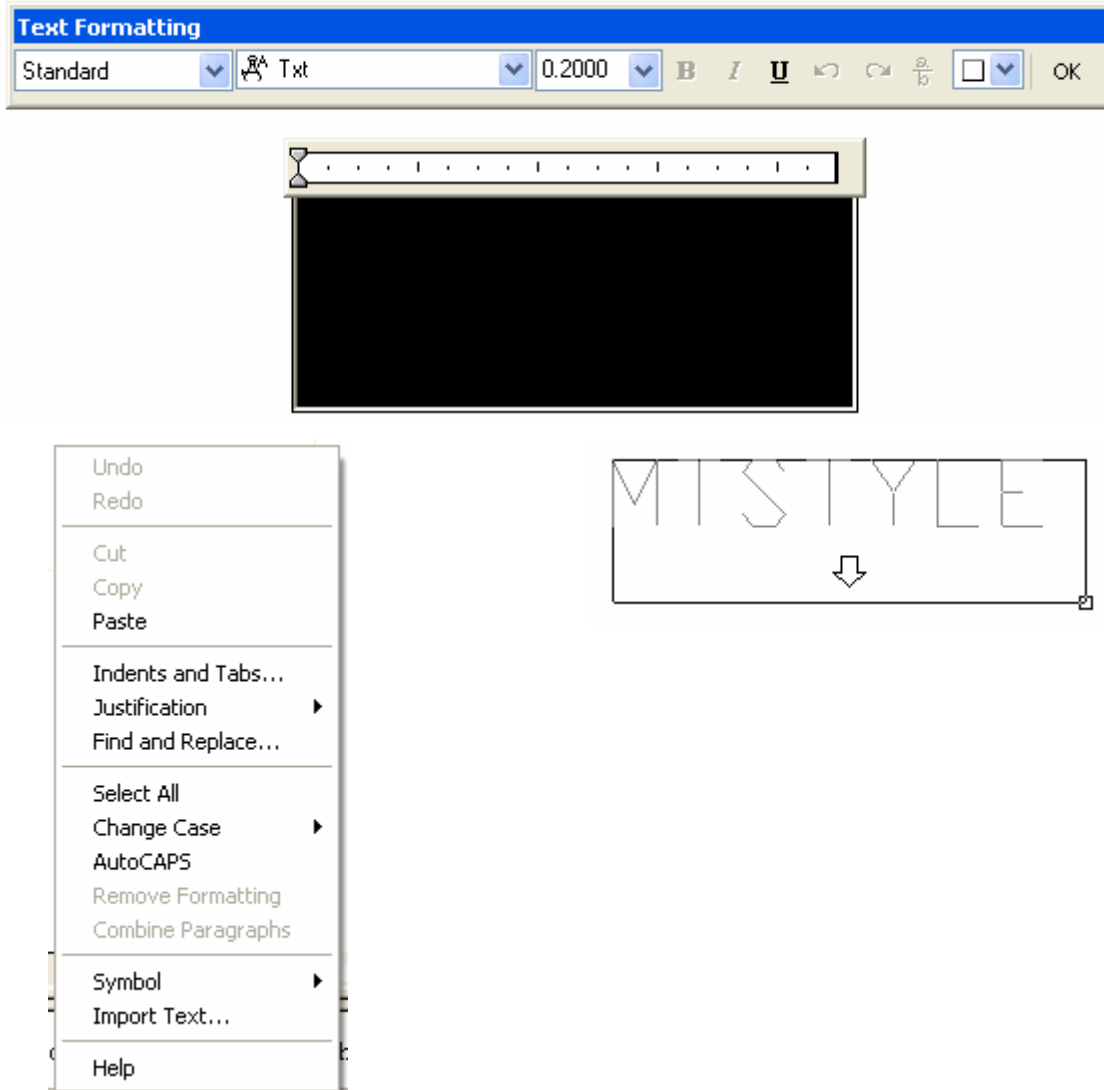 Text Formatting
Standard Txt 0.2000 B I U a/b OK
MTSTYLE
Undo
Redo
Cut
Copy
Paste
Indents and Tabs...
Justification
Find and Replace...
Select All
Change Case
AutoCAPS
Remove Formatting
Combine Paragraphs
Symbol
Import Text...
Help